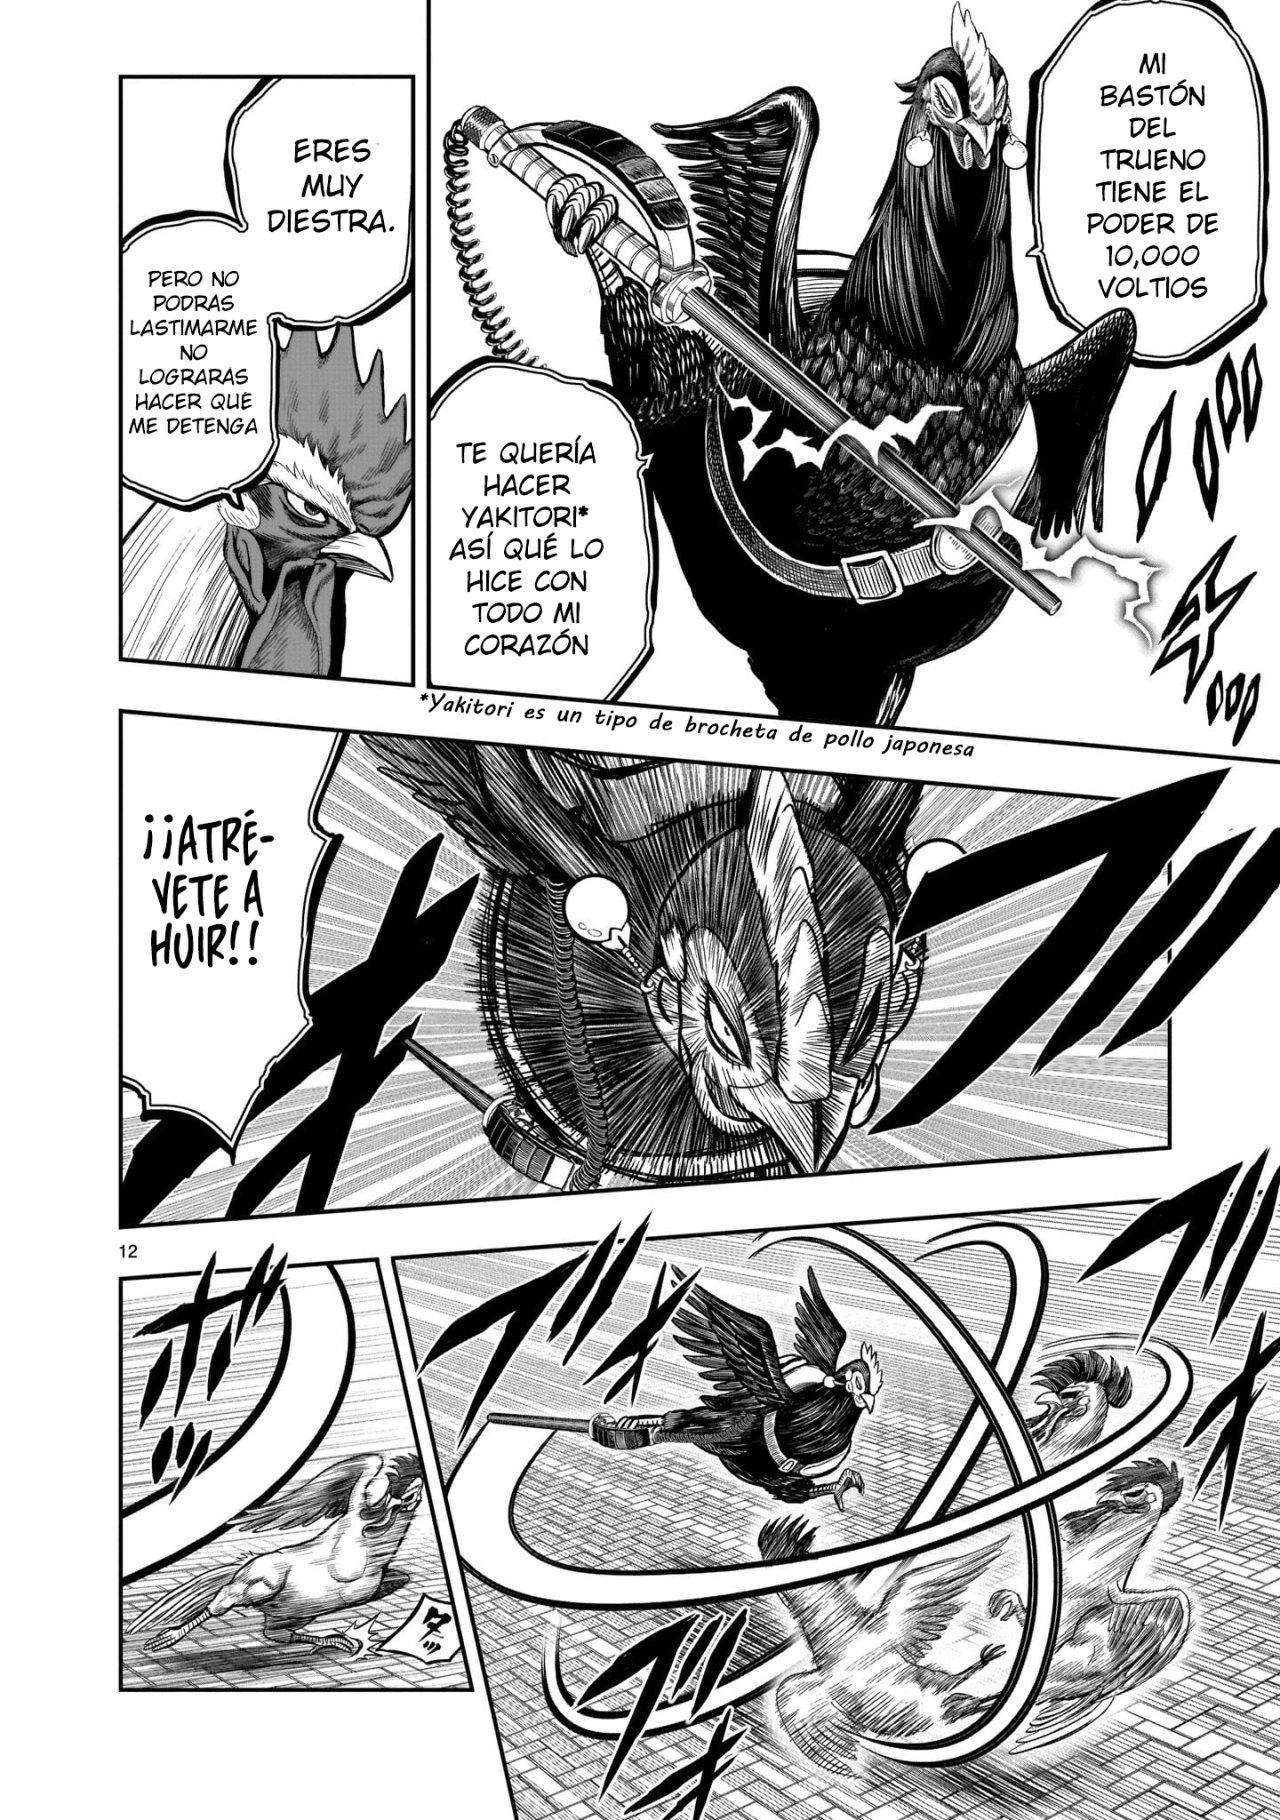 MI
BASTÓN
DEL
TRUENO
TIENE EL
PODER DE
10,000
VOLTIOS
TE QUERÍA
HACER
YAKITORI*
ASÍ QUÉ LO
HICE CON
TODO MI
CORAZÓN
*Yakitori es un tipo de brocheta de pollo japonesa
ERES
MUY
DIESTRA.
PERO NO
PODRAS
LASTIMARME
NO
LOGRARAS
HACER QUE
ME DETENGA
¡¡ATRÉ-
VETE A
HUIR!!
12